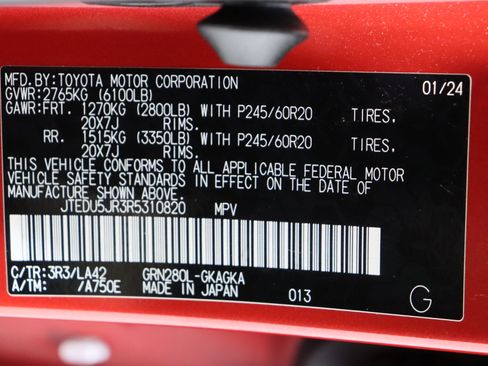 MFD.BY:TOYOTA MOTOR CORPORATION 01/24
GVWR:2765KG (6100LB)
GAWR:FRT. 1270KG (2800LB) WITH P245/60R20 TIRES,
20X7J RIMS.
RR. 1515KG (3350LB) WITH P245/60R20 TIRES,
20X7J RIMS.
THIS VEHICLE CONFORMS TO ALL APPLICABLE FEDERAL MOTOR
VEHICLE SAFETY STANDARDS IN EFFECT ON THE DATE OF
MANUFACTURE SHOWN ABOVE.
JTEDU5JR3R5310820 MPV
C/TR:3R3/LA42 GRN280L-GKAGKA
A/TM: /A750E MADE IN JAPAN 013 G